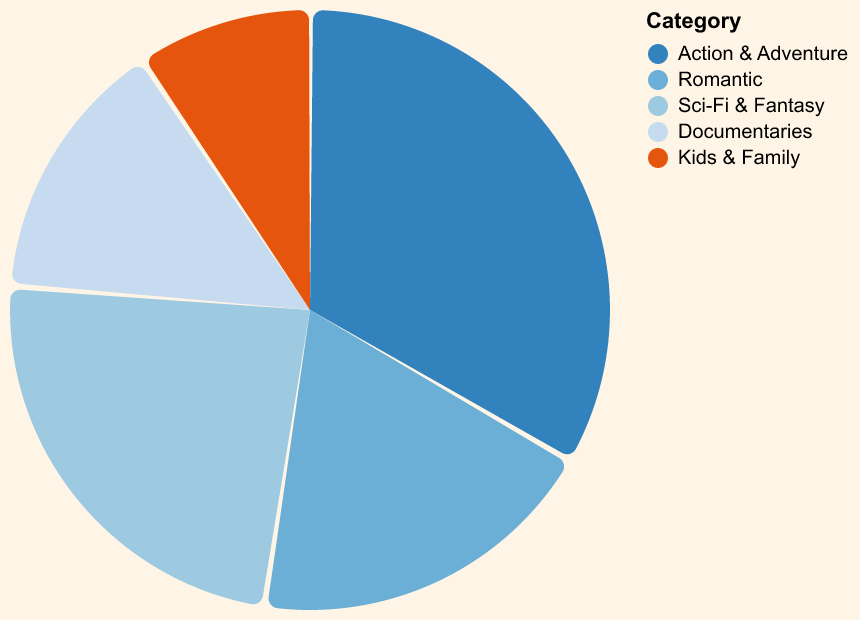 Category
Action & Adventure
Romantic
Sci-Fi & Fantasy
Documentaries
Kids & Family